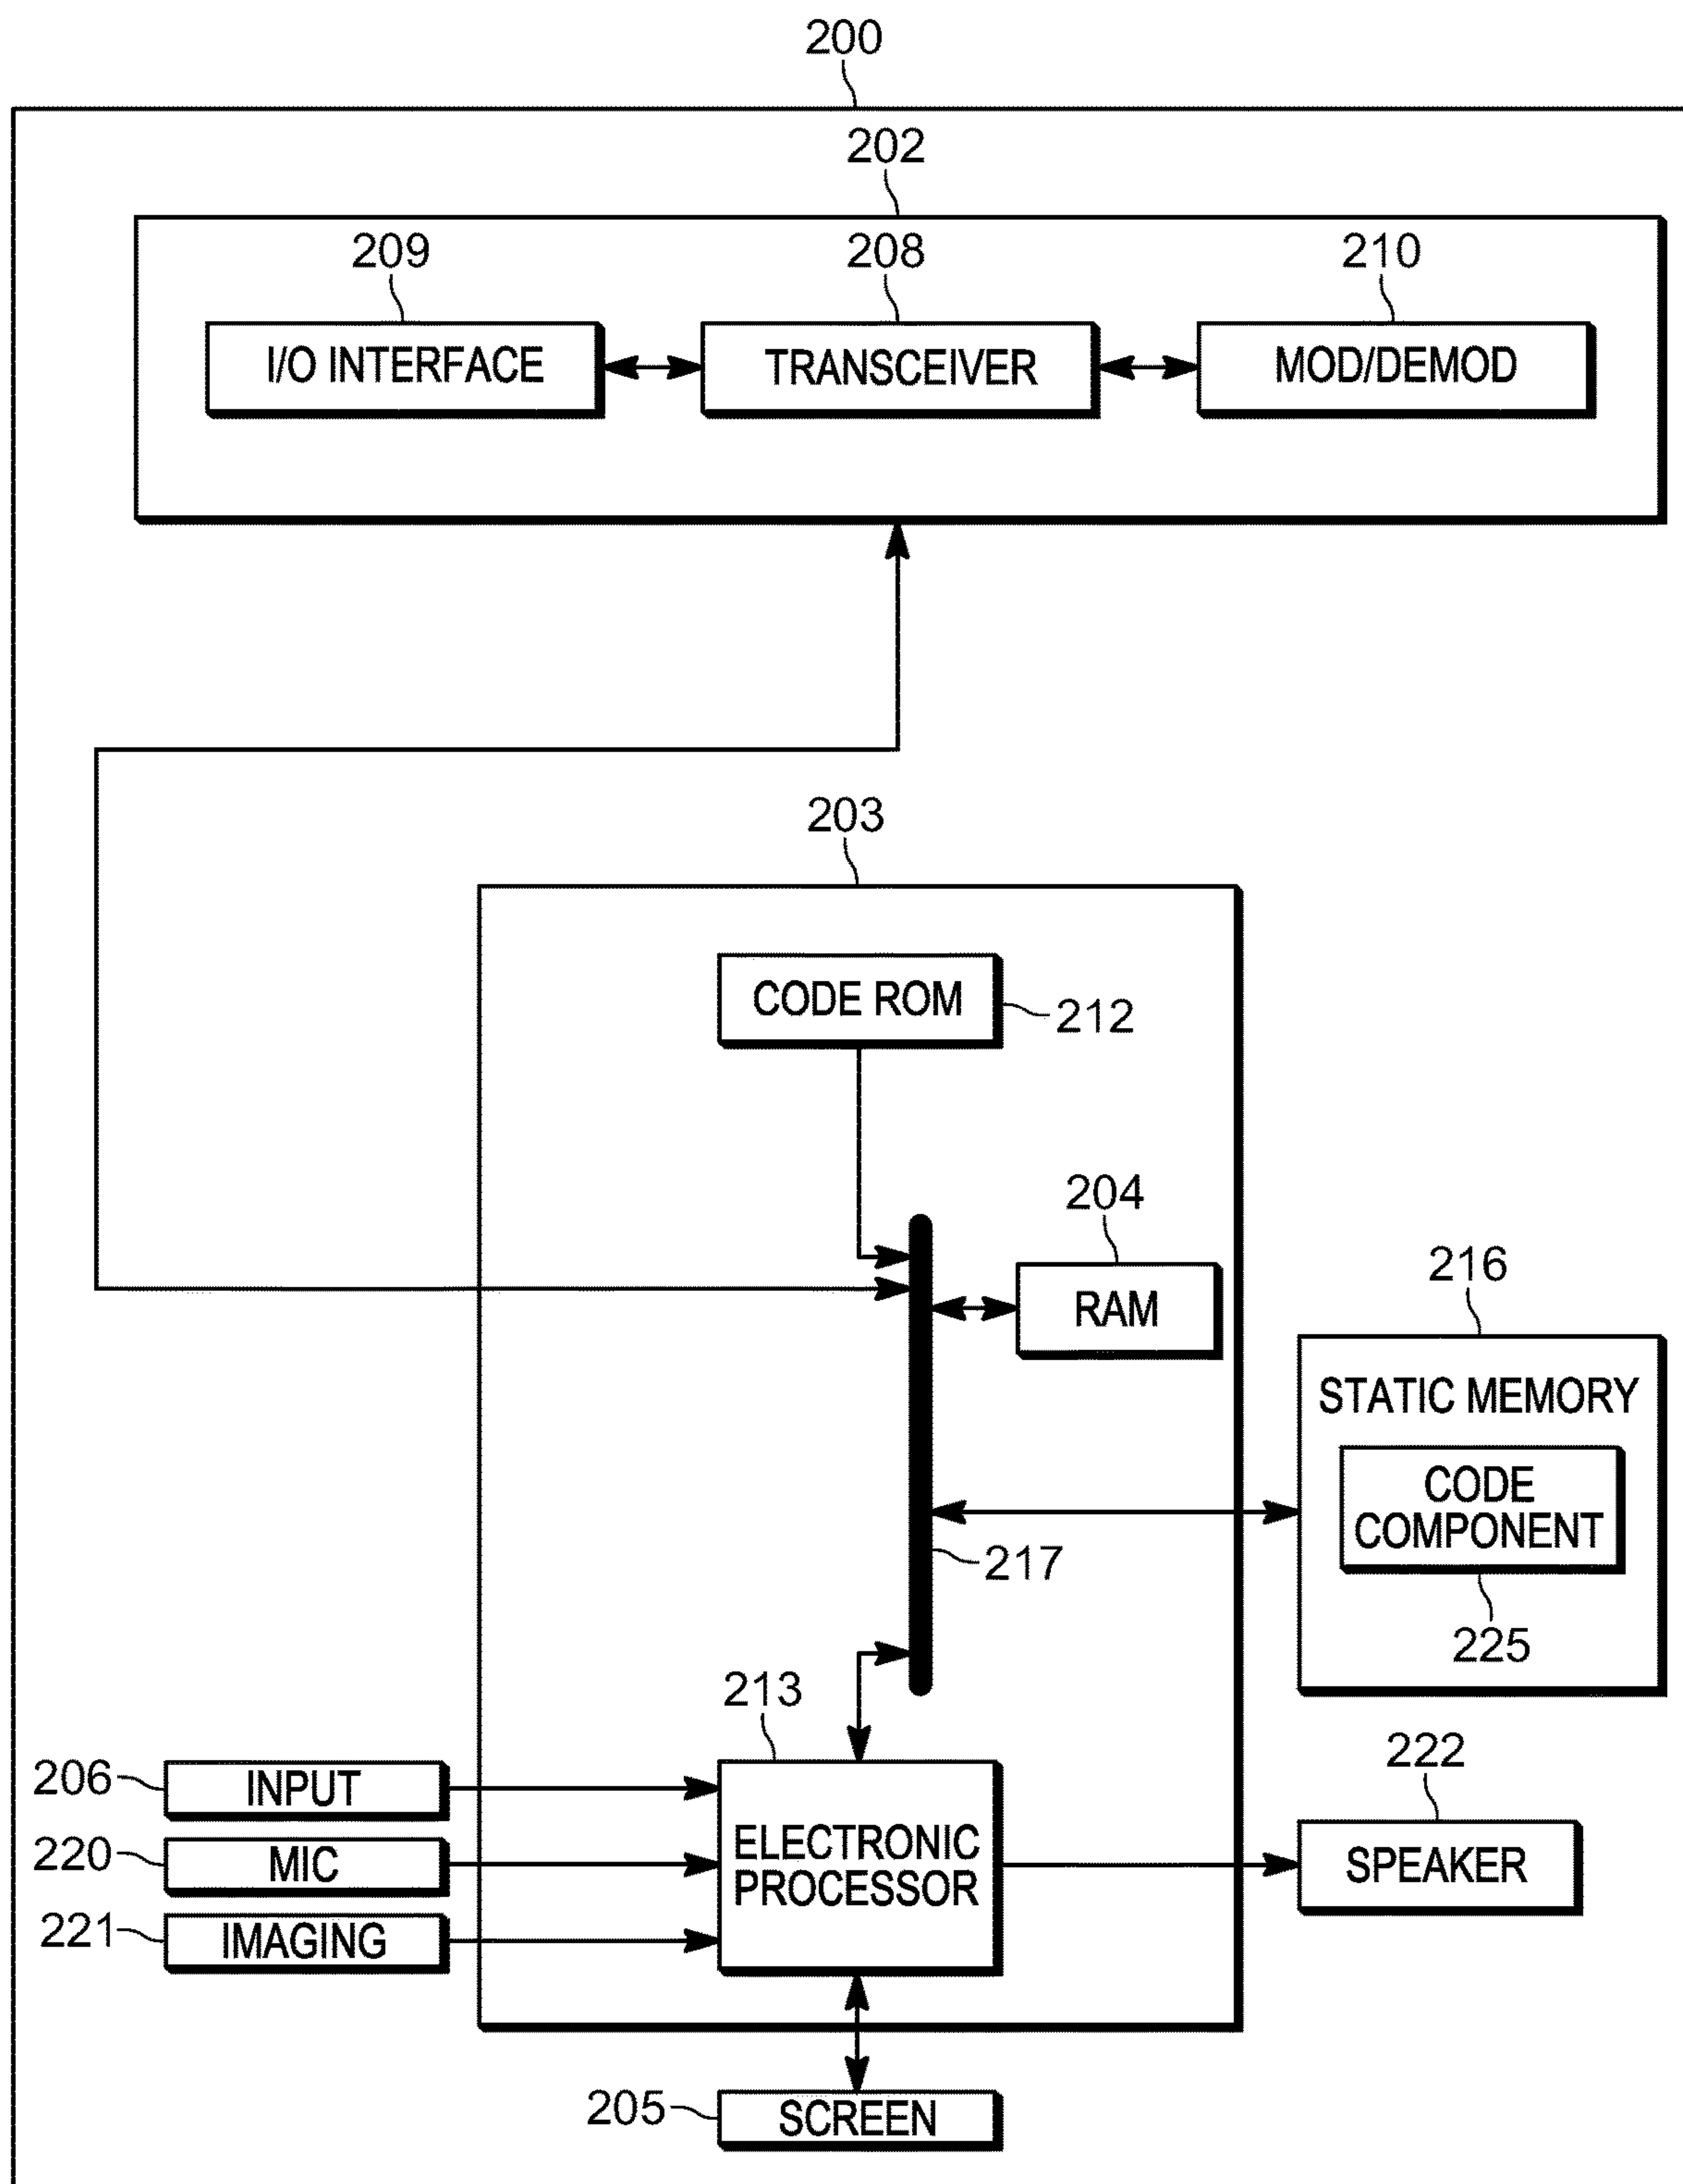 200
202
209
208
210
I/O INTERFACE
TRANSCEIVER
MOD/DEMOD
203
CODE ROM
212
204
RAM
216
STATIC MEMORY
CODE
COMPONENT
225
217
213
206
INPUT
220
MIC
221
IMAGING
ELECTRONIC
PROCESSOR
222
SPEAKER
205
SCREEN